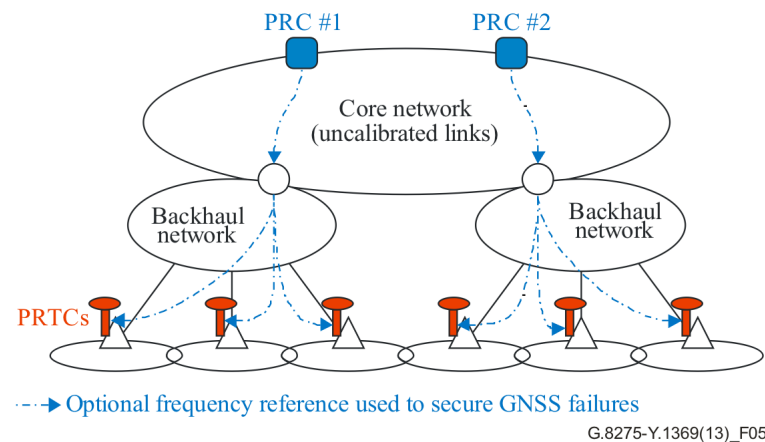 PRC #1
PRC #2
Core network
(uncalibrated links)
Backhaul
network
Backhaul
network
PRTCs
Optional frequency reference used to secure GNSS failures
G.8275-Y.1369(13)_F05